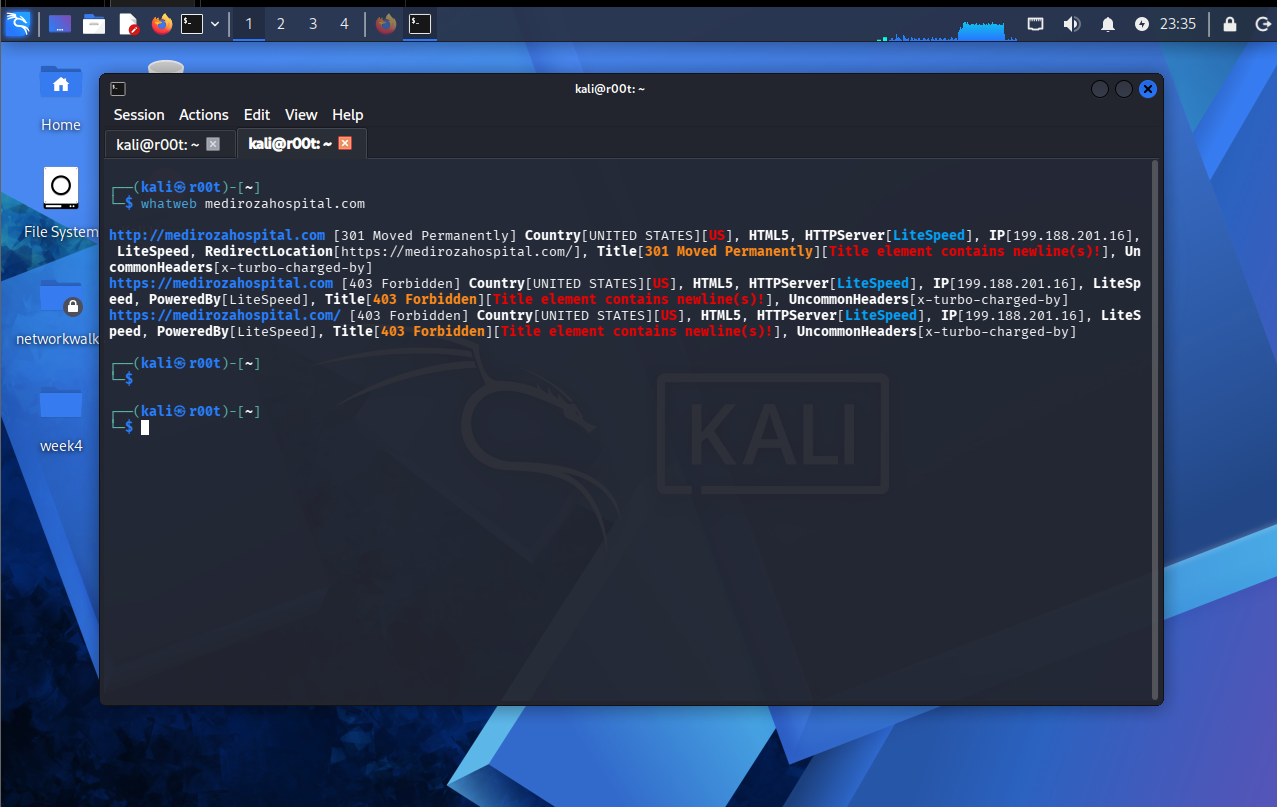 1 2 3 4 23:35
kali@r00t: ~
Session Actions Edit View Help
kali@r00t: ~ kali@r00t: ~
Home
File System
networkwalk
week4
┌──(kali㉿r00t)-[~]
└─$ whatweb medirozahospital.com
http://medirozahospital.com [301 Moved Permanently] Country[UNITED STATES][US], HTML5, HTTPServer[LiteSpeed], IP[199.188.201.16],
LiteSpeed, RedirectLocation[https://medirozahospital.com/], Title[301 Moved Permanently][Title element contains newline(s)!], Un
commonHeaders[x-turbo-charged-by]
https://medirozahospital.com [403 Forbidden] Country[UNITED STATES][US], HTML5, HTTPServer[LiteSpeed], IP[199.188.201.16], LiteSp
eed, PoweredBy[LiteSpeed], Title[403 Forbidden][Title element contains newline(s)!], UncommonHeaders[x-turbo-charged-by]
https://medirozahospital.com/ [403 Forbidden] Country[UNITED STATES][US], HTML5, HTTPServer[LiteSpeed], IP[199.188.201.16], LiteS
peed, PoweredBy[LiteSpeed], Title[403 Forbidden][Title element contains newline(s)!], UncommonHeaders[x-turbo-charged-by]
┌──(kali㉿r00t)-[~]
└─$
┌──(kali㉿r00t)-[~]
└─$
KALI